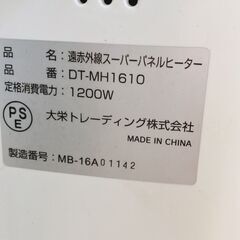 品　名：遠赤外線スーパーパネルヒーター
品　番：DT-MH1610
定格消費電力：1200W
PSE 大栄トレーディング株式会社
MADE IN CHINA
製造番号：MB-16A01142